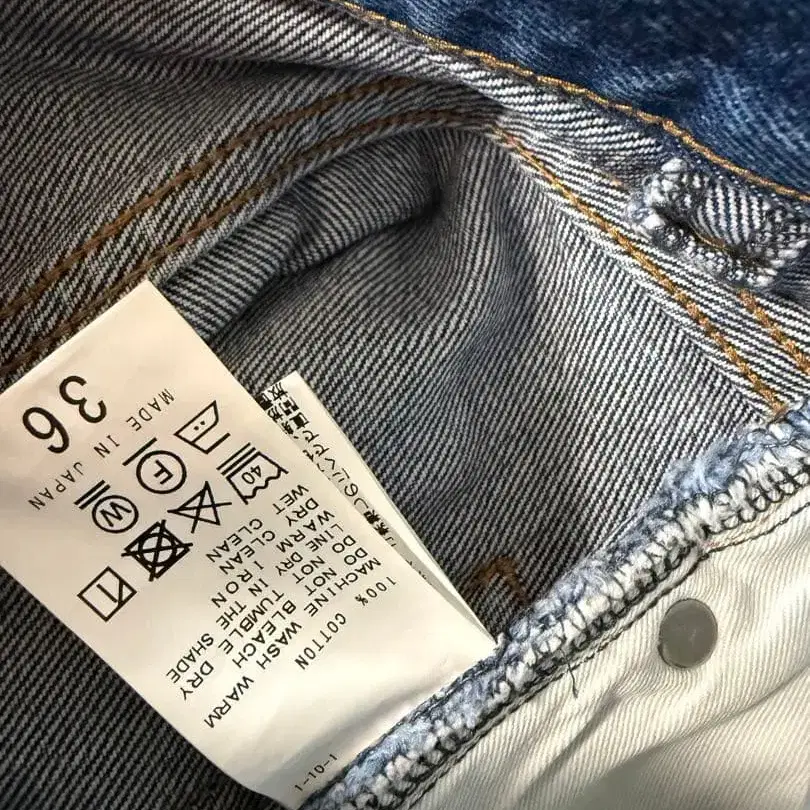 1-10-1
100% COTTON
MACHINE WASH WARM
DO NOT BLEACH
DO NOT TUMBLE DRY
LINE DRY IN THE SHADE
WARM IRON
DRY CLEAN
WET CLEAN
40
F W
MADE IN JAPAN
36